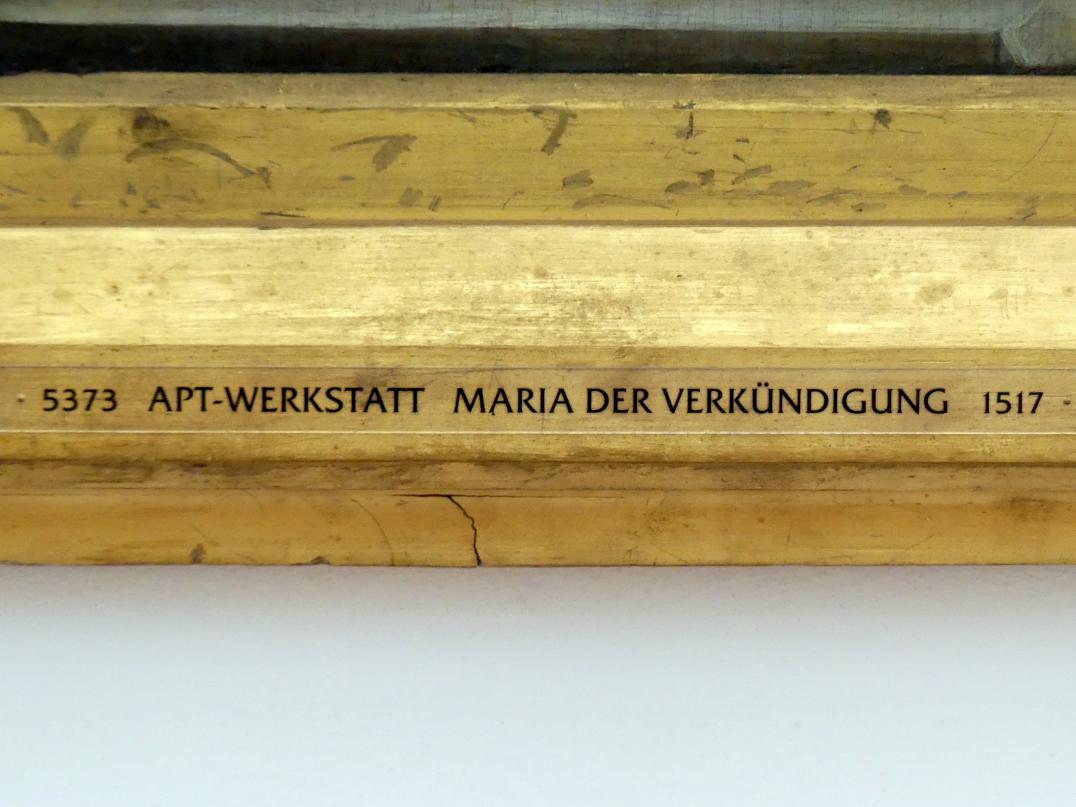 5373 APT-WERKSTATT MARIA DER VERKÜNDIGUNG 1517